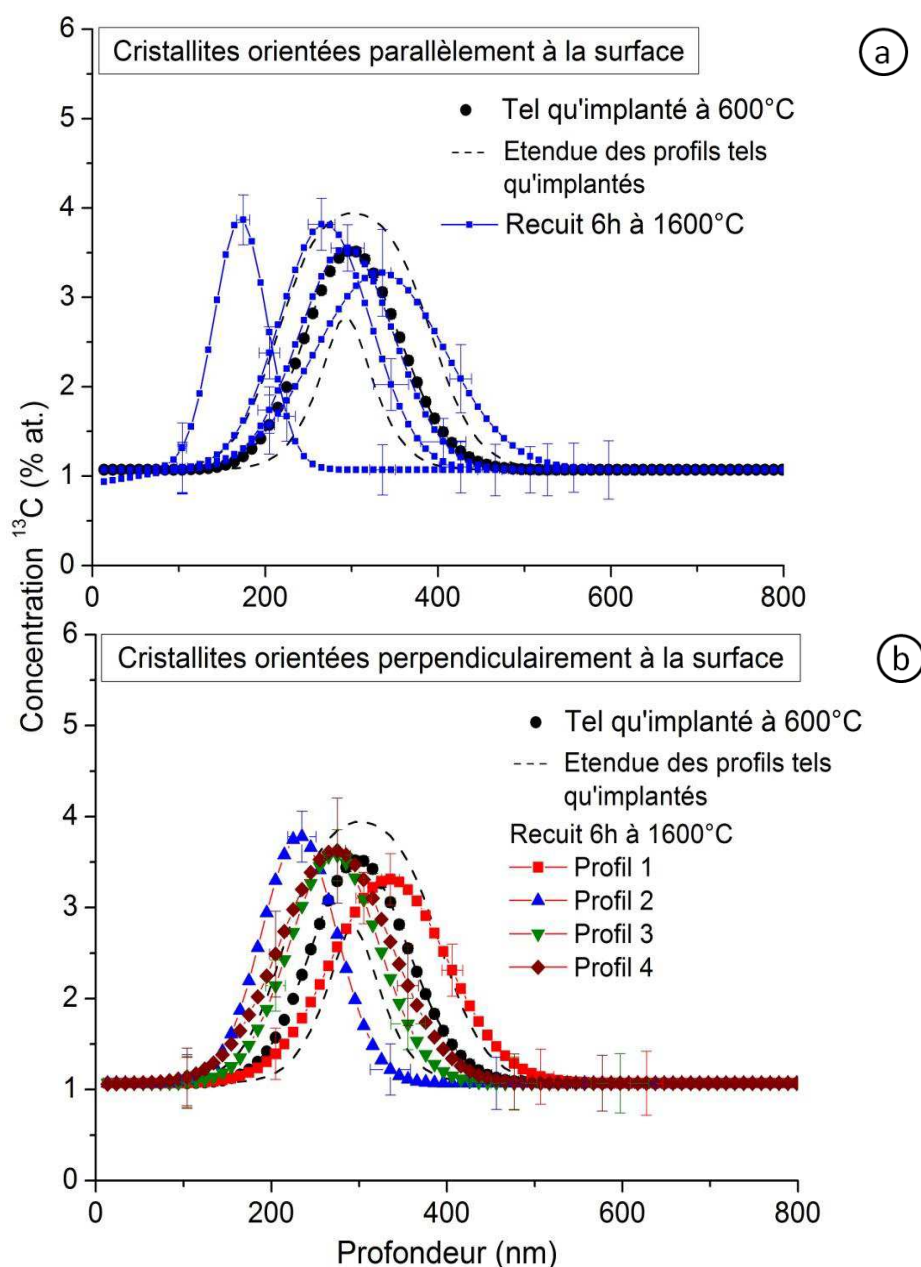 Cristallites orientées parallèlement à la surface
a
Tel qu'implanté à 600°C
Etendue des profils tels
qu'implantés
Recuit 6h à 1600°C
6
5
4
3
2
1
0
0
200
400
600
800
Concentration ¹³C (% at.)
Cristallites orientées perpendiculairement à la surface
b
Tel qu'implanté à 600°C
Etendue des profils tels
qu'implantés
Recuit 6h à 1600°C
Profil 1
Profil 2
Profil 3
Profil 4
6
5
4
3
2
1
0
0
200
400
600
800
Profondeur (nm)